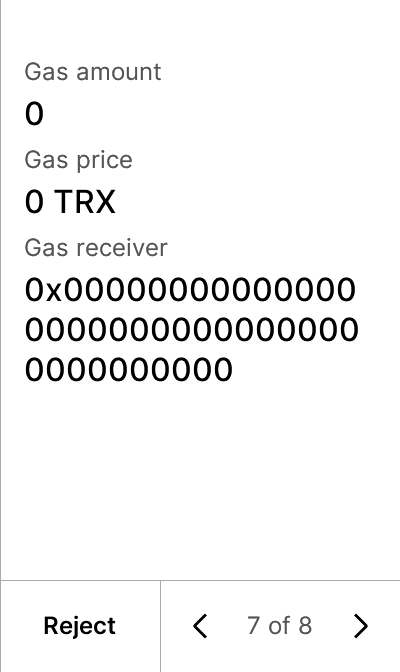 Gas amount
0
Gas price
0 TRX
Gas receiver
0x00000000000000
0000000000000000
0000000000
Reject
7 of 8